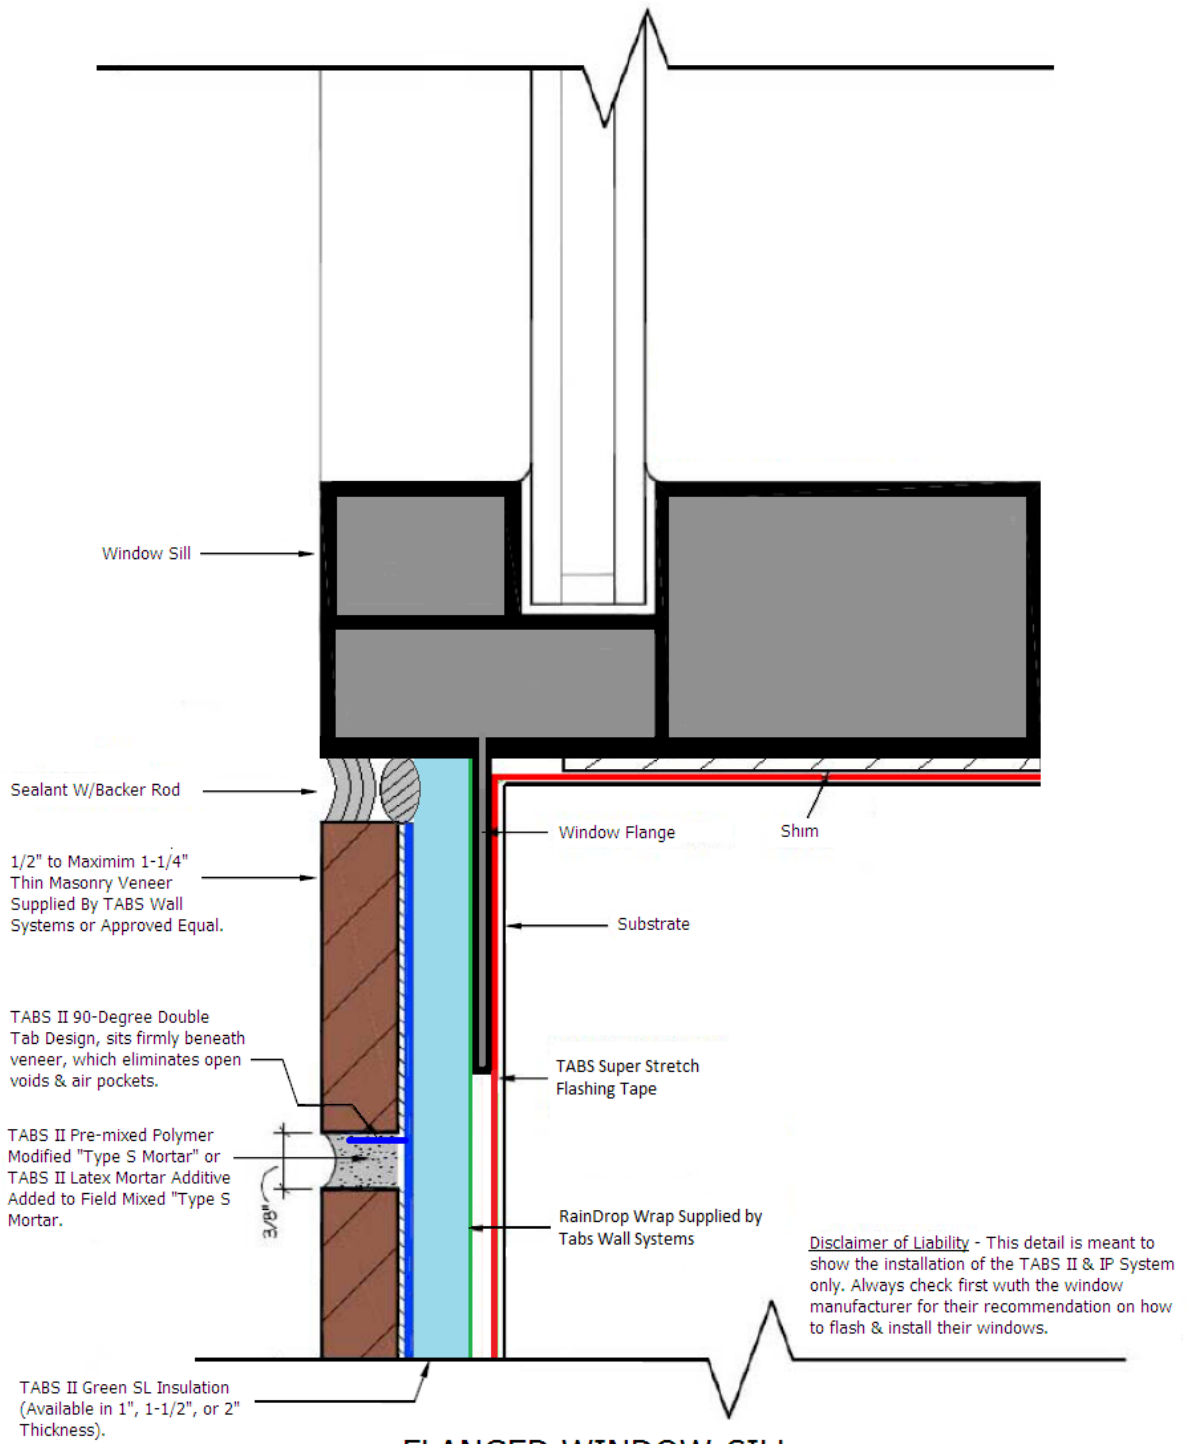 Window Sill
Sealant W/Backer Rod
Window Flange
Shim
1/2" to Maximim 1-1/4"
Thin Masonry Veneer
Supplied By TABS Wall
Systems or Approved Equal.
Substrate
TABS II 90-Degree Double
Tab Design, sits firmly beneath
veneer, which eliminates open
voids & air pockets.
TABS Super Stretch
Flashing Tape
TABS II Pre-mixed Polymer
Modified "Type S Mortar" or
TABS II Latex Mortar Additive
Added to Field Mixed "Type S
Mortar.
3/8"
RainDrop Wrap Supplied by
Tabs Wall Systems
Disclaimer of Liability - This detail is meant to
show the installation of the TABS II & IP System
only. Always check first wuth the window
manufacturer for their recommendation on how
to flash & install their windows.
TABS II Green SL Insulation
(Available in 1", 1-1/2", or 2"
Thickness).
FLANGED WINDOW SILL